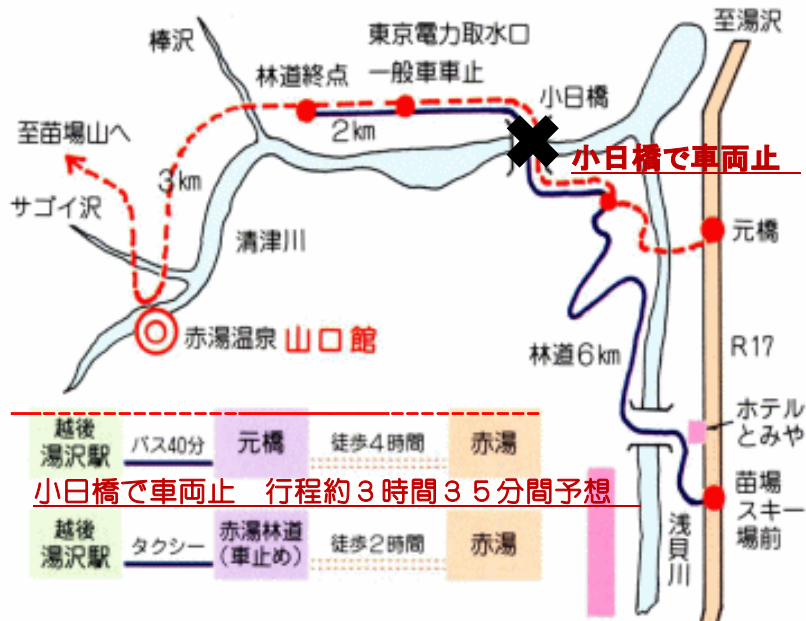 至湯沢
棒沢
東京電力取水口
一般車車止
林道終点
小日橋
2km
至苗場山へ
小日橋で車両止
3km
サゴイ沢
元橋
清津川
赤湯温泉 山口館
林道6km
R17
ホテル
とみや
越後
湯沢駅
バス40分
元橋
徒歩4時間
赤湯
小日橋で車両止 行程約3時間35分間予想
苗場
スキー
場前
越後
湯沢駅
タクシー
赤湯林道
(車止め)
徒歩2時間
赤湯
浅貝川